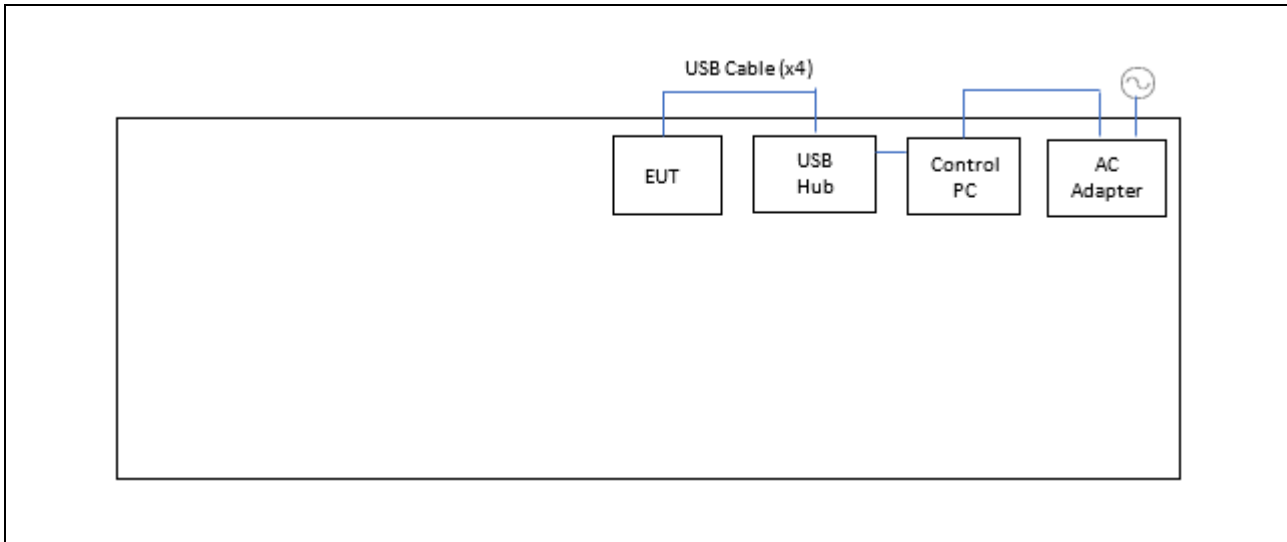 USB Cable (x4)
EUT
USB
Hub
Control
PC
AC
Adapter